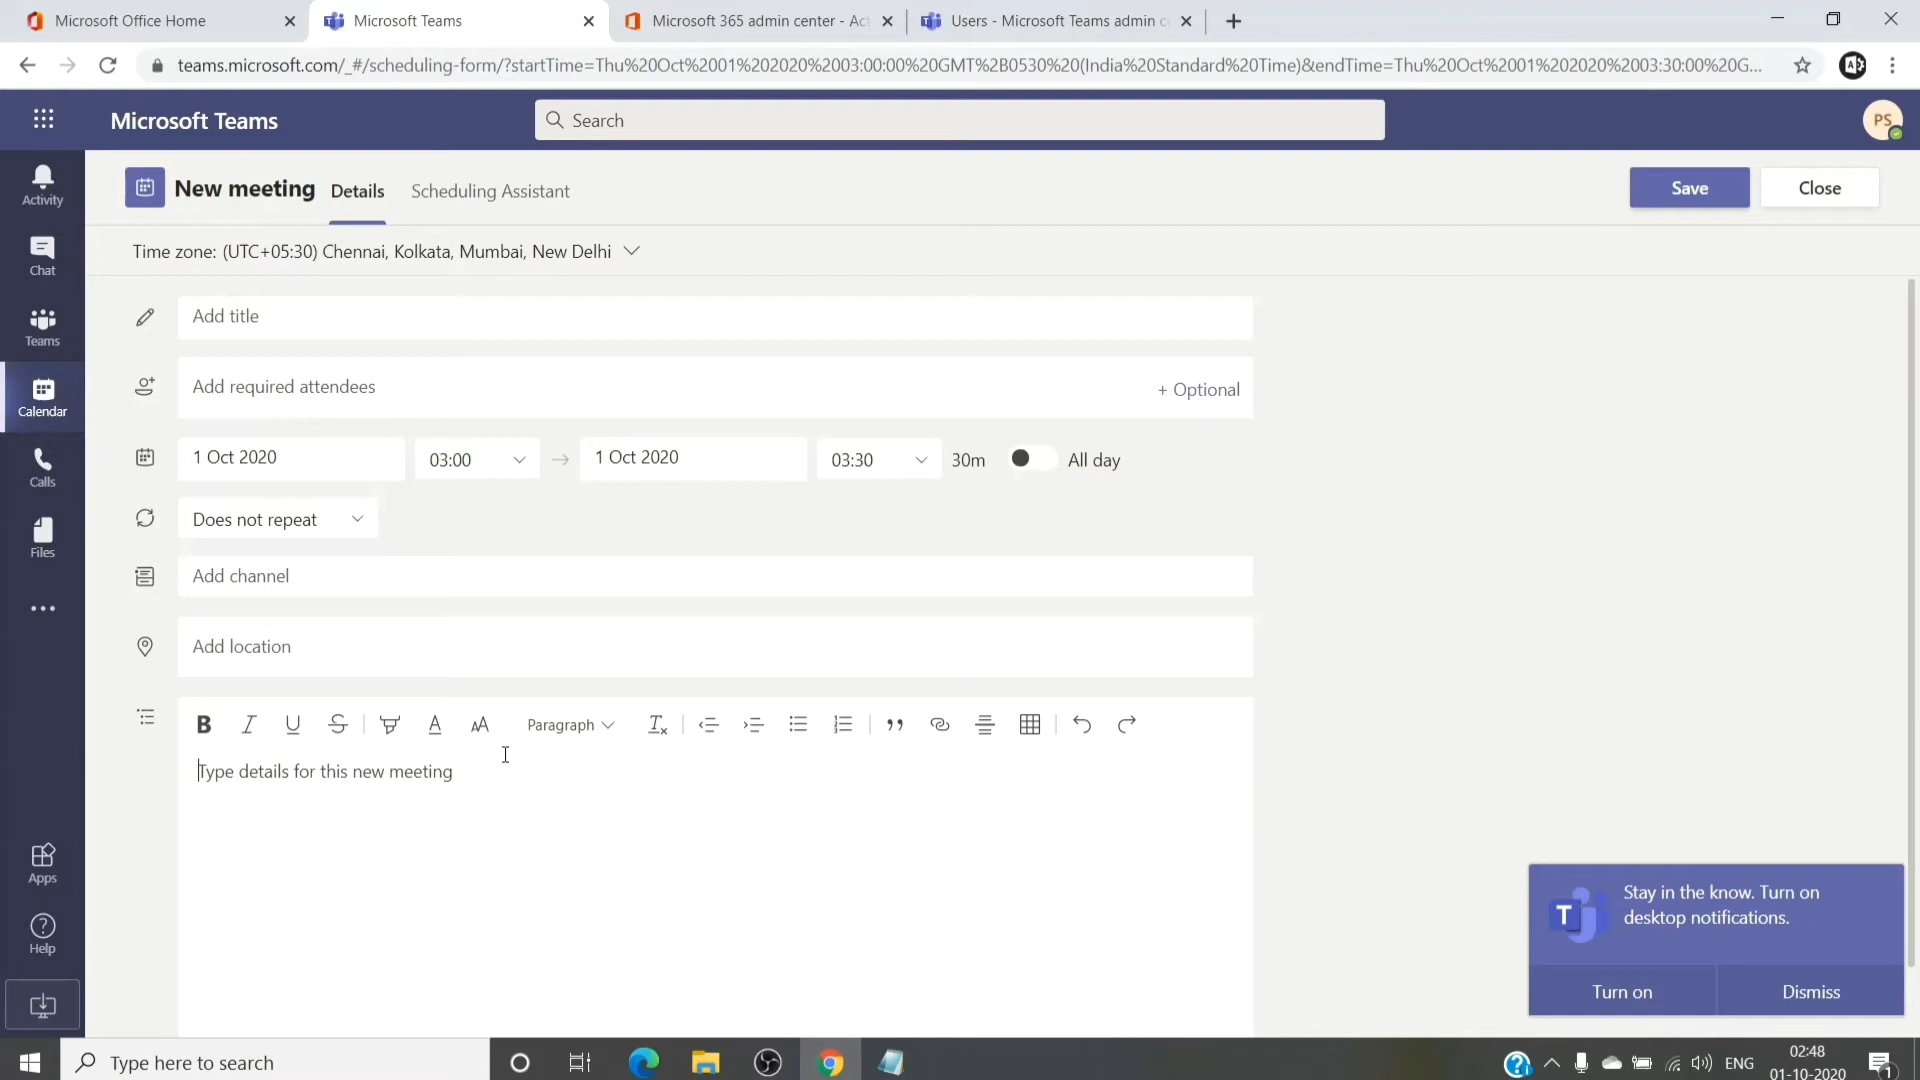 Microsoft Office Home
Microsoft Teams
Microsoft 365 admin center - Act
Users - Microsoft Teams admin c
teams.microsoft.com/_#/scheduling-form/?startTime=Thu%20Oct%2001%202020%2003:00:00%20GMT%2B0530%20(India%20Standard%20Time)&endTime=Thu%20Oct%2001%202020%2003:30:00%20G...
Microsoft Teams
Search
PS
Activity
Chat
Teams
Calendar
Calls
Files
Apps
Help
New meeting
Details
Scheduling Assistant
Save
Close
Time zone: (UTC+05:30) Chennai, Kolkata, Mumbai, New Delhi
Add title
Add required attendees
+ Optional
1 Oct 2020
03:00
1 Oct 2020
03:30
30m
All day
Does not repeat
Add channel
Add location
Paragraph
Type details for this new meeting
Stay in the know. Turn on
desktop notifications.
Turn on
Dismiss
Type here to search
ENG
02:48
01-10-2020
1